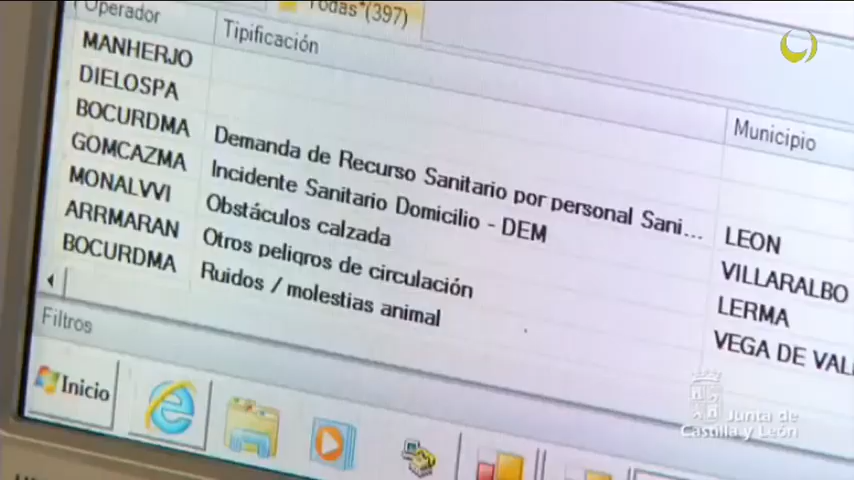 Operador
Todas*(397)
Tipificación
Municipio
MANHERJO
DIELOSPA
BOCURDMA Demanda de Recurso Sanitario por personal Sani... LEON
GOMCAZMA Incidente Sanitario Domicilio - DEM VILLARALBO
MONALVVI Obstáculos calzada LERMA
ARRMARAN Otros peligros de circulación VEGA DE VAL
BOCURDMA Ruidos / molestias animal
Filtros
Inicio
Junta de
Castilla y León